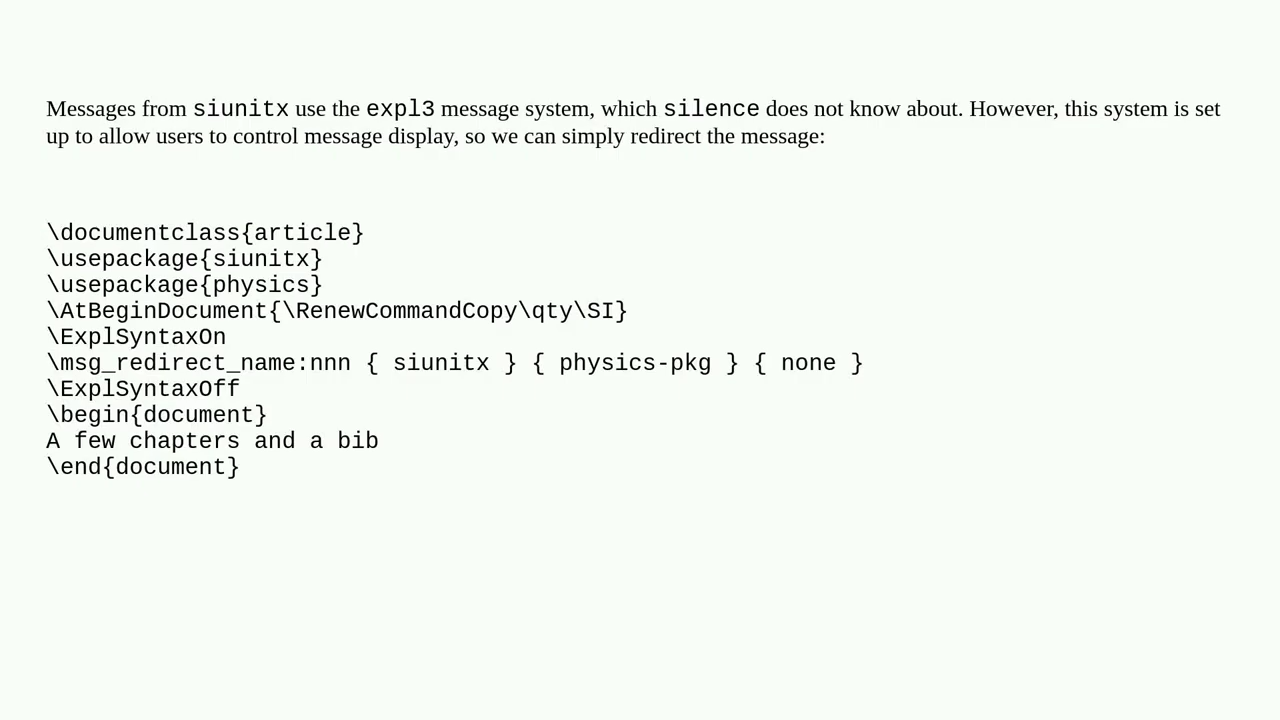 Messages from siunitx use the expl3 message system, which silence does not know about. However, this system is set
up to allow users to control message display, so we can simply redirect the message:
\documentclass{article}
\usepackage{siunitx}
\usepackage{physics}
\AtBeginDocument{\RenewCommandCopy\qty\SI}
\ExplSyntaxOn
\msg_redirect_name:nnn { siunitx } { physics-pkg } { none }
\ExplSyntaxOff
\begin{document}
A few chapters and a bib
\end{document}